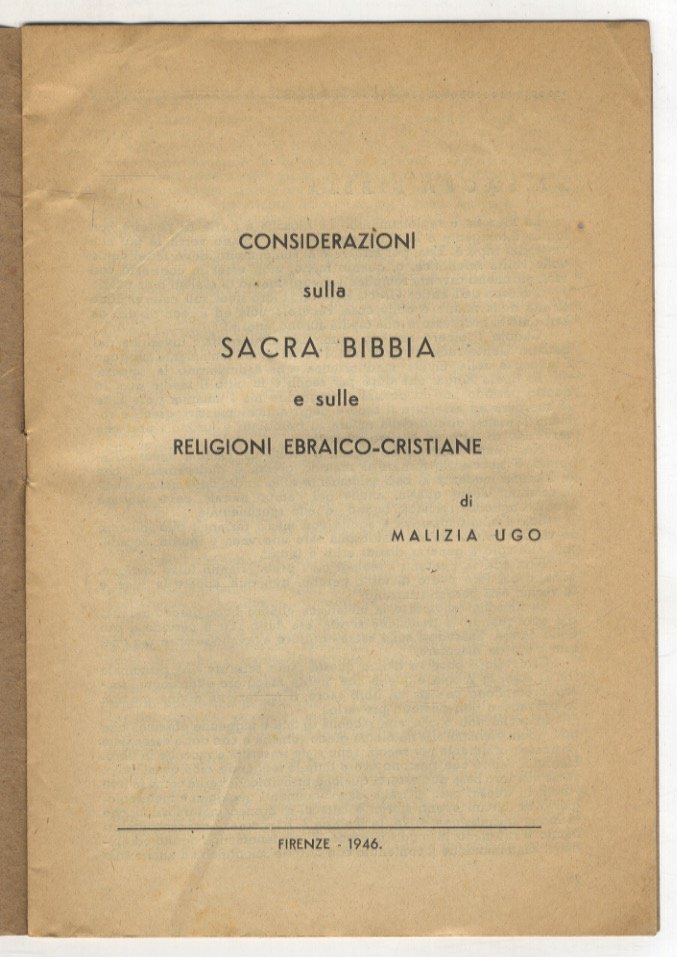 CONSIDERAZIONI
sulla
SACRA BIBBIA
e sulle
RELIGIONI EBRAICO-CRISTIANE
di
MALIZIA UGO
FIRENZE - 1946.